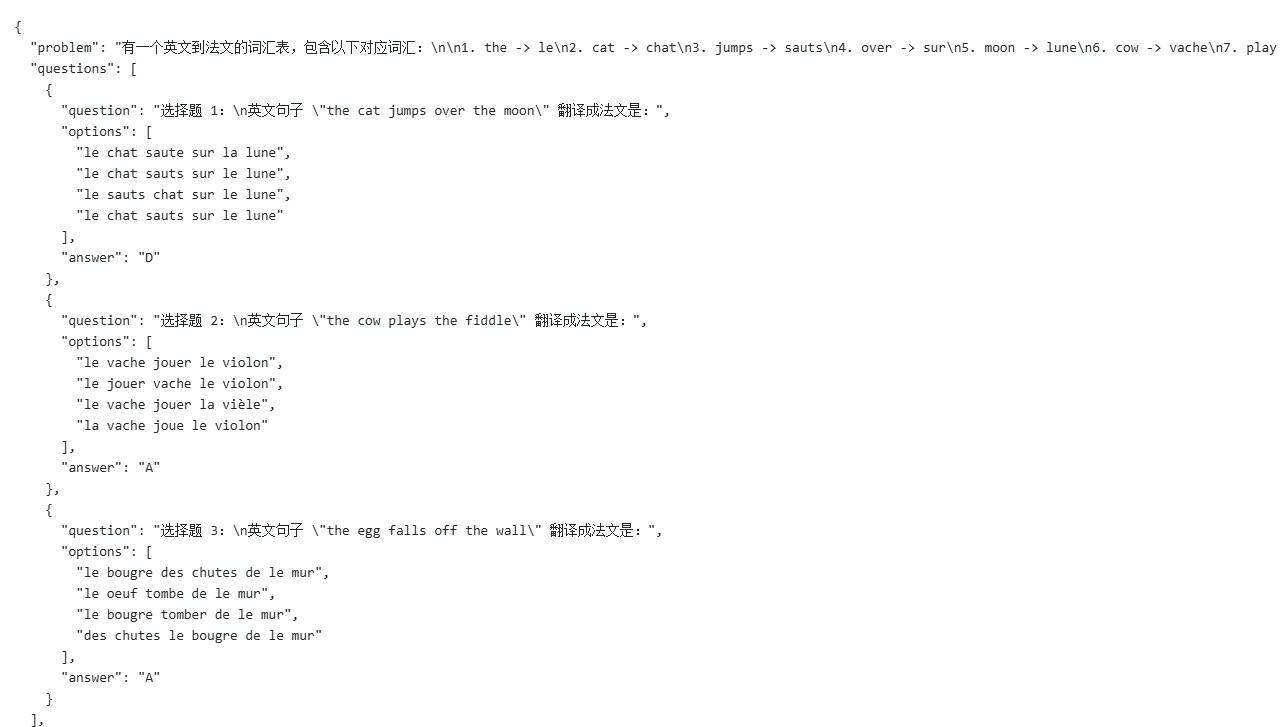 {
"problem": "有一个英文到法文的词汇表，包含以下对应词汇：\n\n1. the -> le\n2. cat -> chat\n3. jumps -> sauts\n4. over -> sur\n5. moon -> lune\n6. cow -> vache\n7. play
"questions": [
{
"question": "选择题 1：\n英文句子 \"the cat jumps over the moon\" 翻译成法文是：",
"options": [
"le chat saute sur la lune",
"le chat sauts sur le lune",
"le sauts chat sur le lune",
"le chat sauts sur le lune"
],
"answer": "D"
},
{
"question": "选择题 2：\n英文句子 \"the cow plays the fiddle\" 翻译成法文是：",
"options": [
"le vache jouer le violon",
"le jouer vache le violon",
"le vache jouer la vièle",
"la vache joue le violon"
],
"answer": "A"
},
{
"question": "选择题 3：\n英文句子 \"the egg falls off the wall\" 翻译成法文是：",
"options": [
"le bougre des chutes de le mur",
"le oeuf tombe de le mur",
"le bougre tomber de le mur",
"des chutes le bougre de le mur"
],
"answer": "A"
}
],